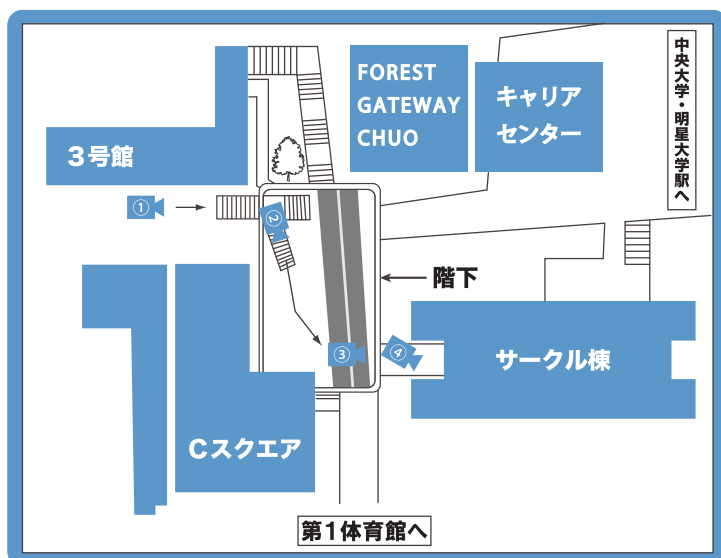 FOREST
GATEWAY
CHUO
キャリア
センター
中央大学・明星大学駅へ
3号館
①
②
階下
③
④
サークル棟
Cスクエア
第1体育館へ